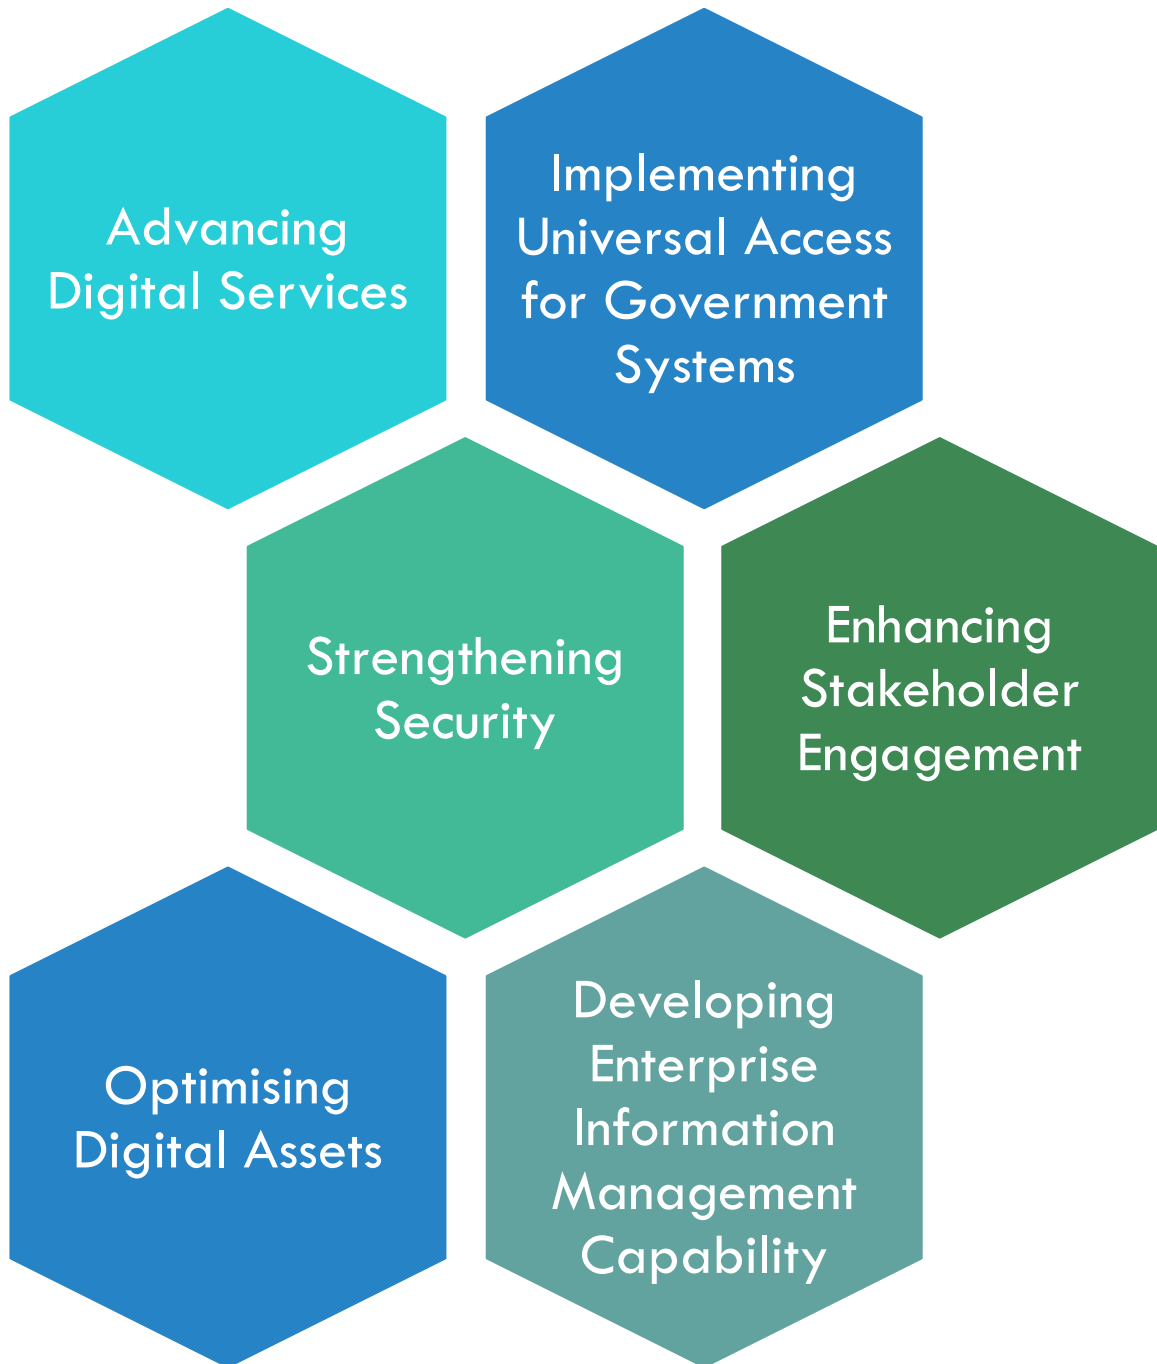 Advancing
Digital Services
Implementing
Universal Access
for Government
Systems
Strengthening
Security
Enhancing
Stakeholder
Engagement
Optimising
Digital Assets
Developing
Enterprise
Information
Management
Capability